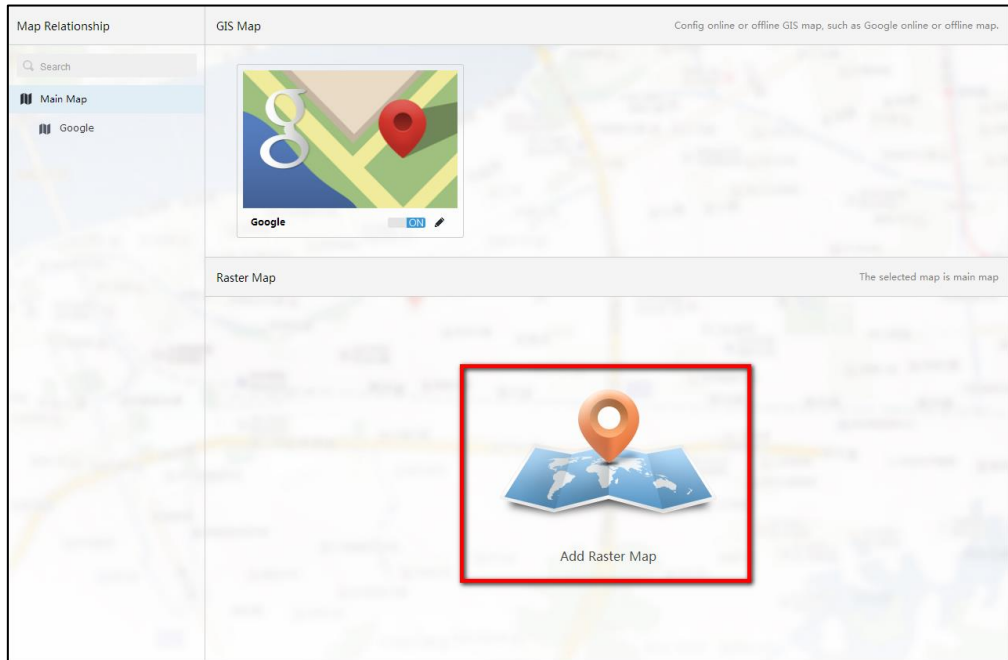 Map Relationship
GIS Map
Config online or offline GIS map, such as Google online or offline map.
Search
Main Map
Google
g
Google
ON
Raster Map
The selected map is main map
Add Raster Map